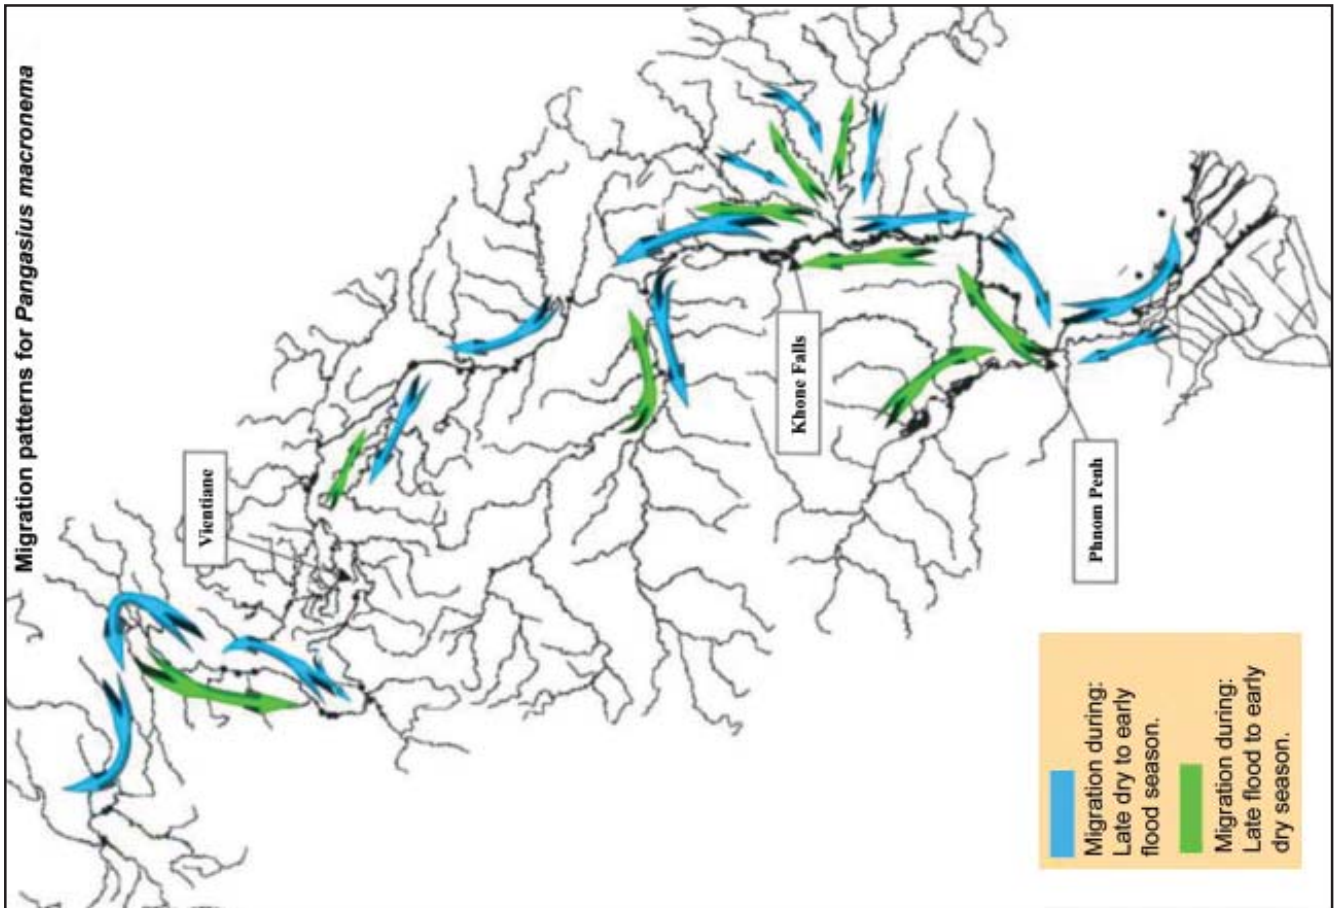 Migration patterns for Pangasius macronema
Vientiane
Khone Falls
Phnom Penh
Migration during:
Late dry to early
flood season.
Migration during:
Late flood to early
dry season.